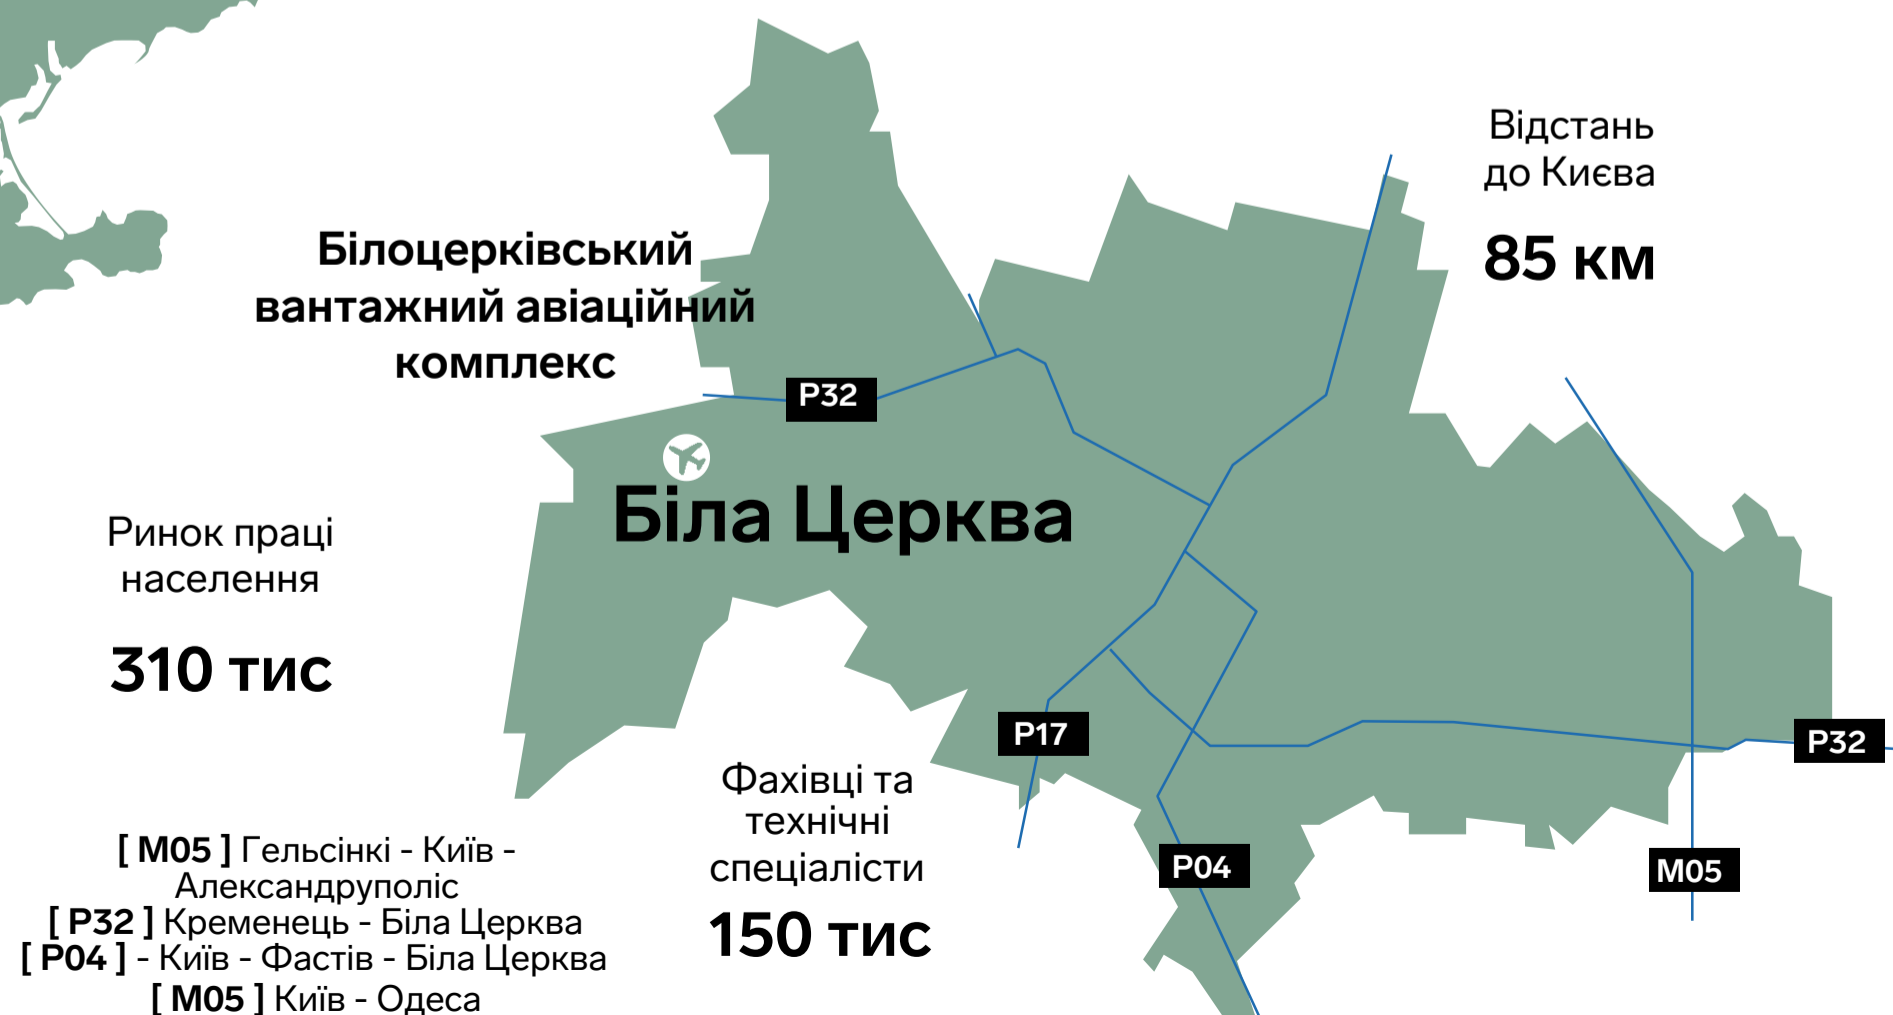 Відстань
до Києва
85 км
Білоцерківський
вантажний авіаційний
комплекс
P32
Біла Церква
Ринок праці
населення
310 тис
P17
P32
Фахівці та
технічні
спеціалісти
150 тис
P04
M05
[ M05 ] Гельсінкі - Київ -
Александруполіс
[ P32 ] Кременець - Біла Церква
[ P04 ] - Київ - Фастів - Біла Церква
[ M05 ] Київ - Одеса